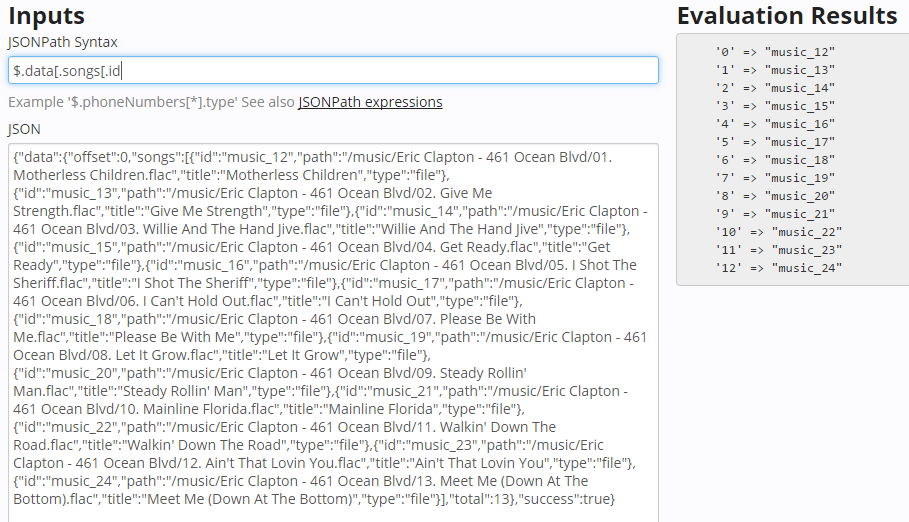 Inputs
JSONPath Syntax
$.data[.songs[.id
Example '$.phoneNumbers[*].type' See also JSONPath expressions
JSON
{"data":{"offset":0,"songs":[{"id":"music_12","path":"/music/Eric Clapton - 461 Ocean Blvd/01.
Motherless Children.flac","title":"Motherless Children","type":"file"},
{"id":"music_13","path":"/music/Eric Clapton - 461 Ocean Blvd/02. Give Me
Strength.flac","title":"Give Me Strength","type":"file"},{"id":"music_14","path":"/music/Eric Clapton -
461 Ocean Blvd/03. Willie And The Hand Jive.flac","title":"Willie And The Hand Jive","type":"file"},
{"id":"music_15","path":"/music/Eric Clapton - 461 Ocean Blvd/04. Get Ready.flac","title":"Get
Ready","type":"file"},{"id":"music_16","path":"/music/Eric Clapton - 461 Ocean Blvd/05. I Shot The
Sheriff.flac","title":"I Shot The Sheriff","type":"file"},{"id":"music_17","path":"/music/Eric Clapton -
461 Ocean Blvd/06. I Can't Hold Out.flac","title":"I Can't Hold Out","type":"file"},
{"id":"music_18","path":"/music/Eric Clapton - 461 Ocean Blvd/07. Please Be With
Me.flac","title":"Please Be With Me","type":"file"},{"id":"music_19","path":"/music/Eric Clapton - 461
Ocean Blvd/08. Let It Grow.flac","title":"Let It Grow","type":"file"},
{"id":"music_20","path":"/music/Eric Clapton - 461 Ocean Blvd/09. Steady Rollin'
Man.flac","title":"Steady Rollin' Man","type":"file"},{"id":"music_21","path":"/music/Eric Clapton -
461 Ocean Blvd/10. Mainline Florida.flac","title":"Mainline Florida","type":"file"},
{"id":"music_22","path":"/music/Eric Clapton - 461 Ocean Blvd/11. Walkin' Down The
Road.flac","title":"Walkin' Down The Road","type":"file"},{"id":"music_23","path":"/music/Eric
Clapton - 461 Ocean Blvd/12. Ain't That Lovin You.flac","title":"Ain't That Lovin You","type":"file"},
{"id":"music_24","path":"/music/Eric Clapton - 461 Ocean Blvd/13. Meet Me (Down At The
Bottom).flac","title":"Meet Me (Down At The Bottom)","type":"file"}],"total":13},"success":true}
Evaluation Results
'0' => "music_12"
'1' => "music_13"
'2' => "music_14"
'3' => "music_15"
'4' => "music_16"
'5' => "music_17"
'6' => "music_18"
'7' => "music_19"
'8' => "music_20"
'9' => "music_21"
'10' => "music_22"
'11' => "music_23"
'12' => "music_24"